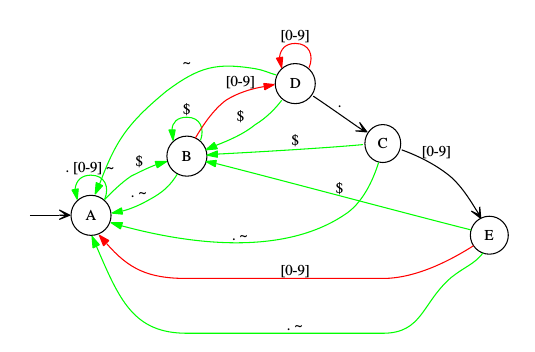 [0-9]
~
[0-9]
D
.
$
$
C
$
[0-9]
B
. [0-9] ~
$
. ~
$
A
. ~
E
[0-9]
. ~